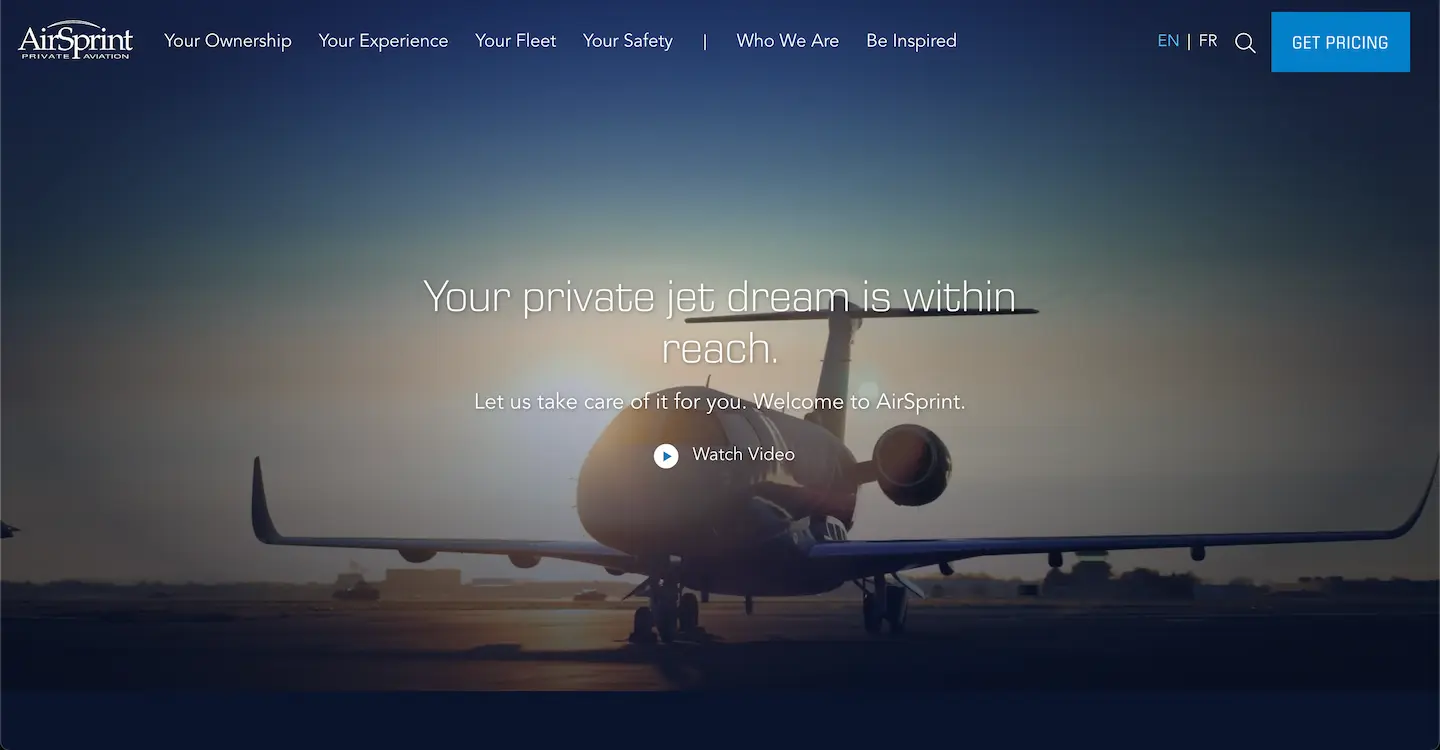 AirSprint
PRIVATE AVIATION
Your Ownership Your Experience Your Fleet Your Safety | Who We Are Be Inspired
EN | FR
GET PRICING
Your private jet dream is within
reach.
Let us take care of it for you. Welcome to AirSprint.
Watch Video